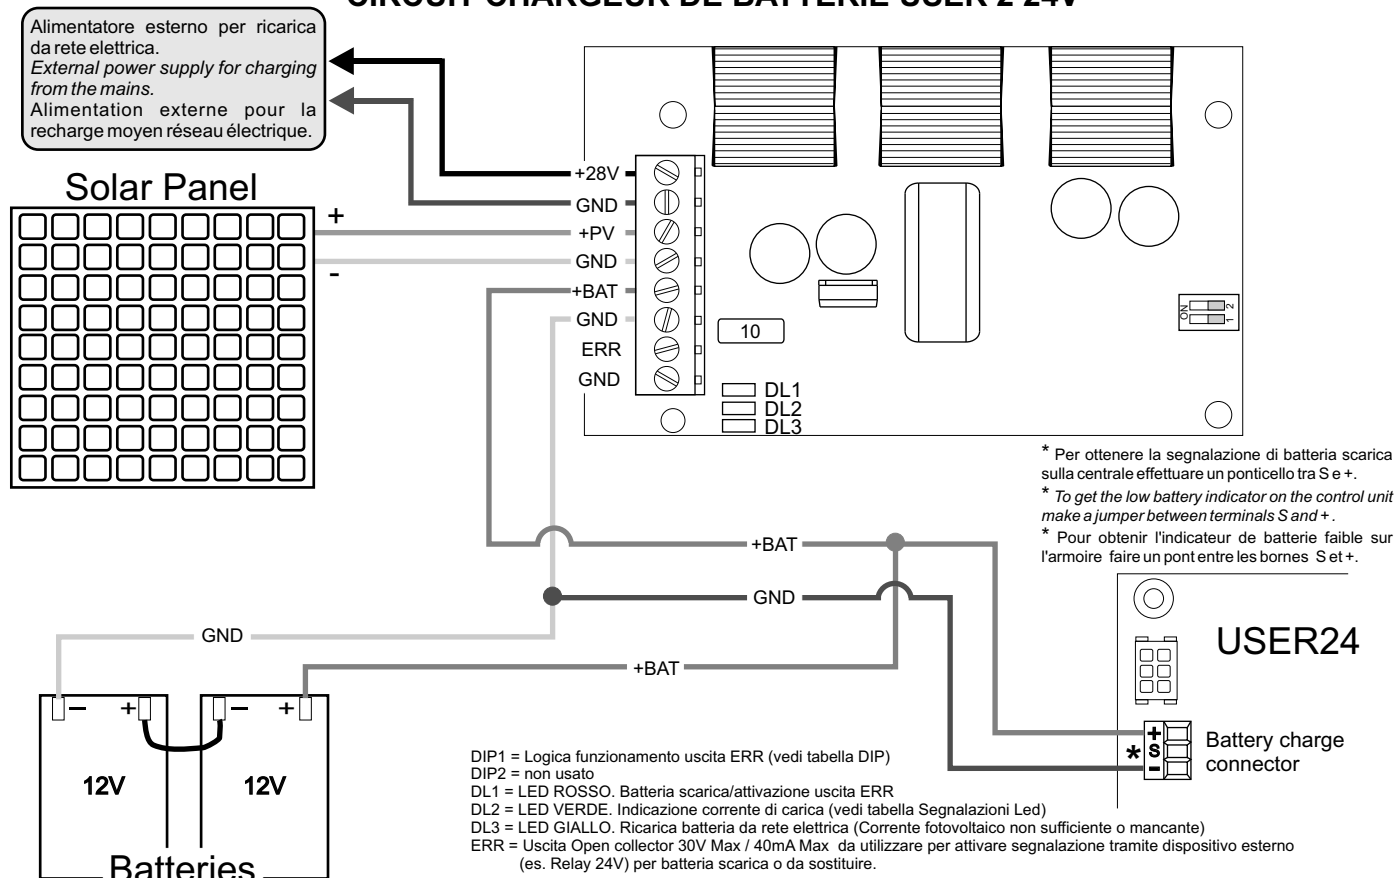 CIRCUIT CHARGEUR DE BATTERIE USER 2 24V
Alimentatore esterno per ricarica
da rete elettrica.
External power supply for charging
from the mains.
Alimentation externe pour la
recharge moyen réseau électrique.
Solar Panel
+
-
+28V
GND
+PV
GND
+BAT
GND
ERR
GND
10
DL1
DL2
DL3
ON
1
2
* Per ottenere la segnalazione di batteria scarica
sulla centrale effettuare un ponticello tra S e +.
* To get the low battery indicator on the control unit
make a jumper between terminals S and + .
* Pour obtenir l'indicateur de batterie faible sur
l'armoire faire un pont entre les bornes S et +.
+BAT
GND
GND
+BAT
USER24
+
* S
-
Battery charge
connector
- +
- +
12V
12V
Batteries
DIP1 = Logica funzionamento uscita ERR (vedi tabella DIP)
DIP2 = non usato
DL1 = LED ROSSO. Batteria scarica/attivazione uscita ERR
DL2 = LED VERDE. Indicazione corrente di carica (vedi tabella Segnalazioni Led)
DL3 = LED GIALLO. Ricarica batteria da rete elettrica (Corrente fotovoltaico non sufficiente o mancante)
ERR = Uscita Open collector 30V Max / 40mA Max da utilizzare per attivare segnalazione tramite dispositivo esterno
(es. Relay 24V) per batteria scarica o da sostituire.